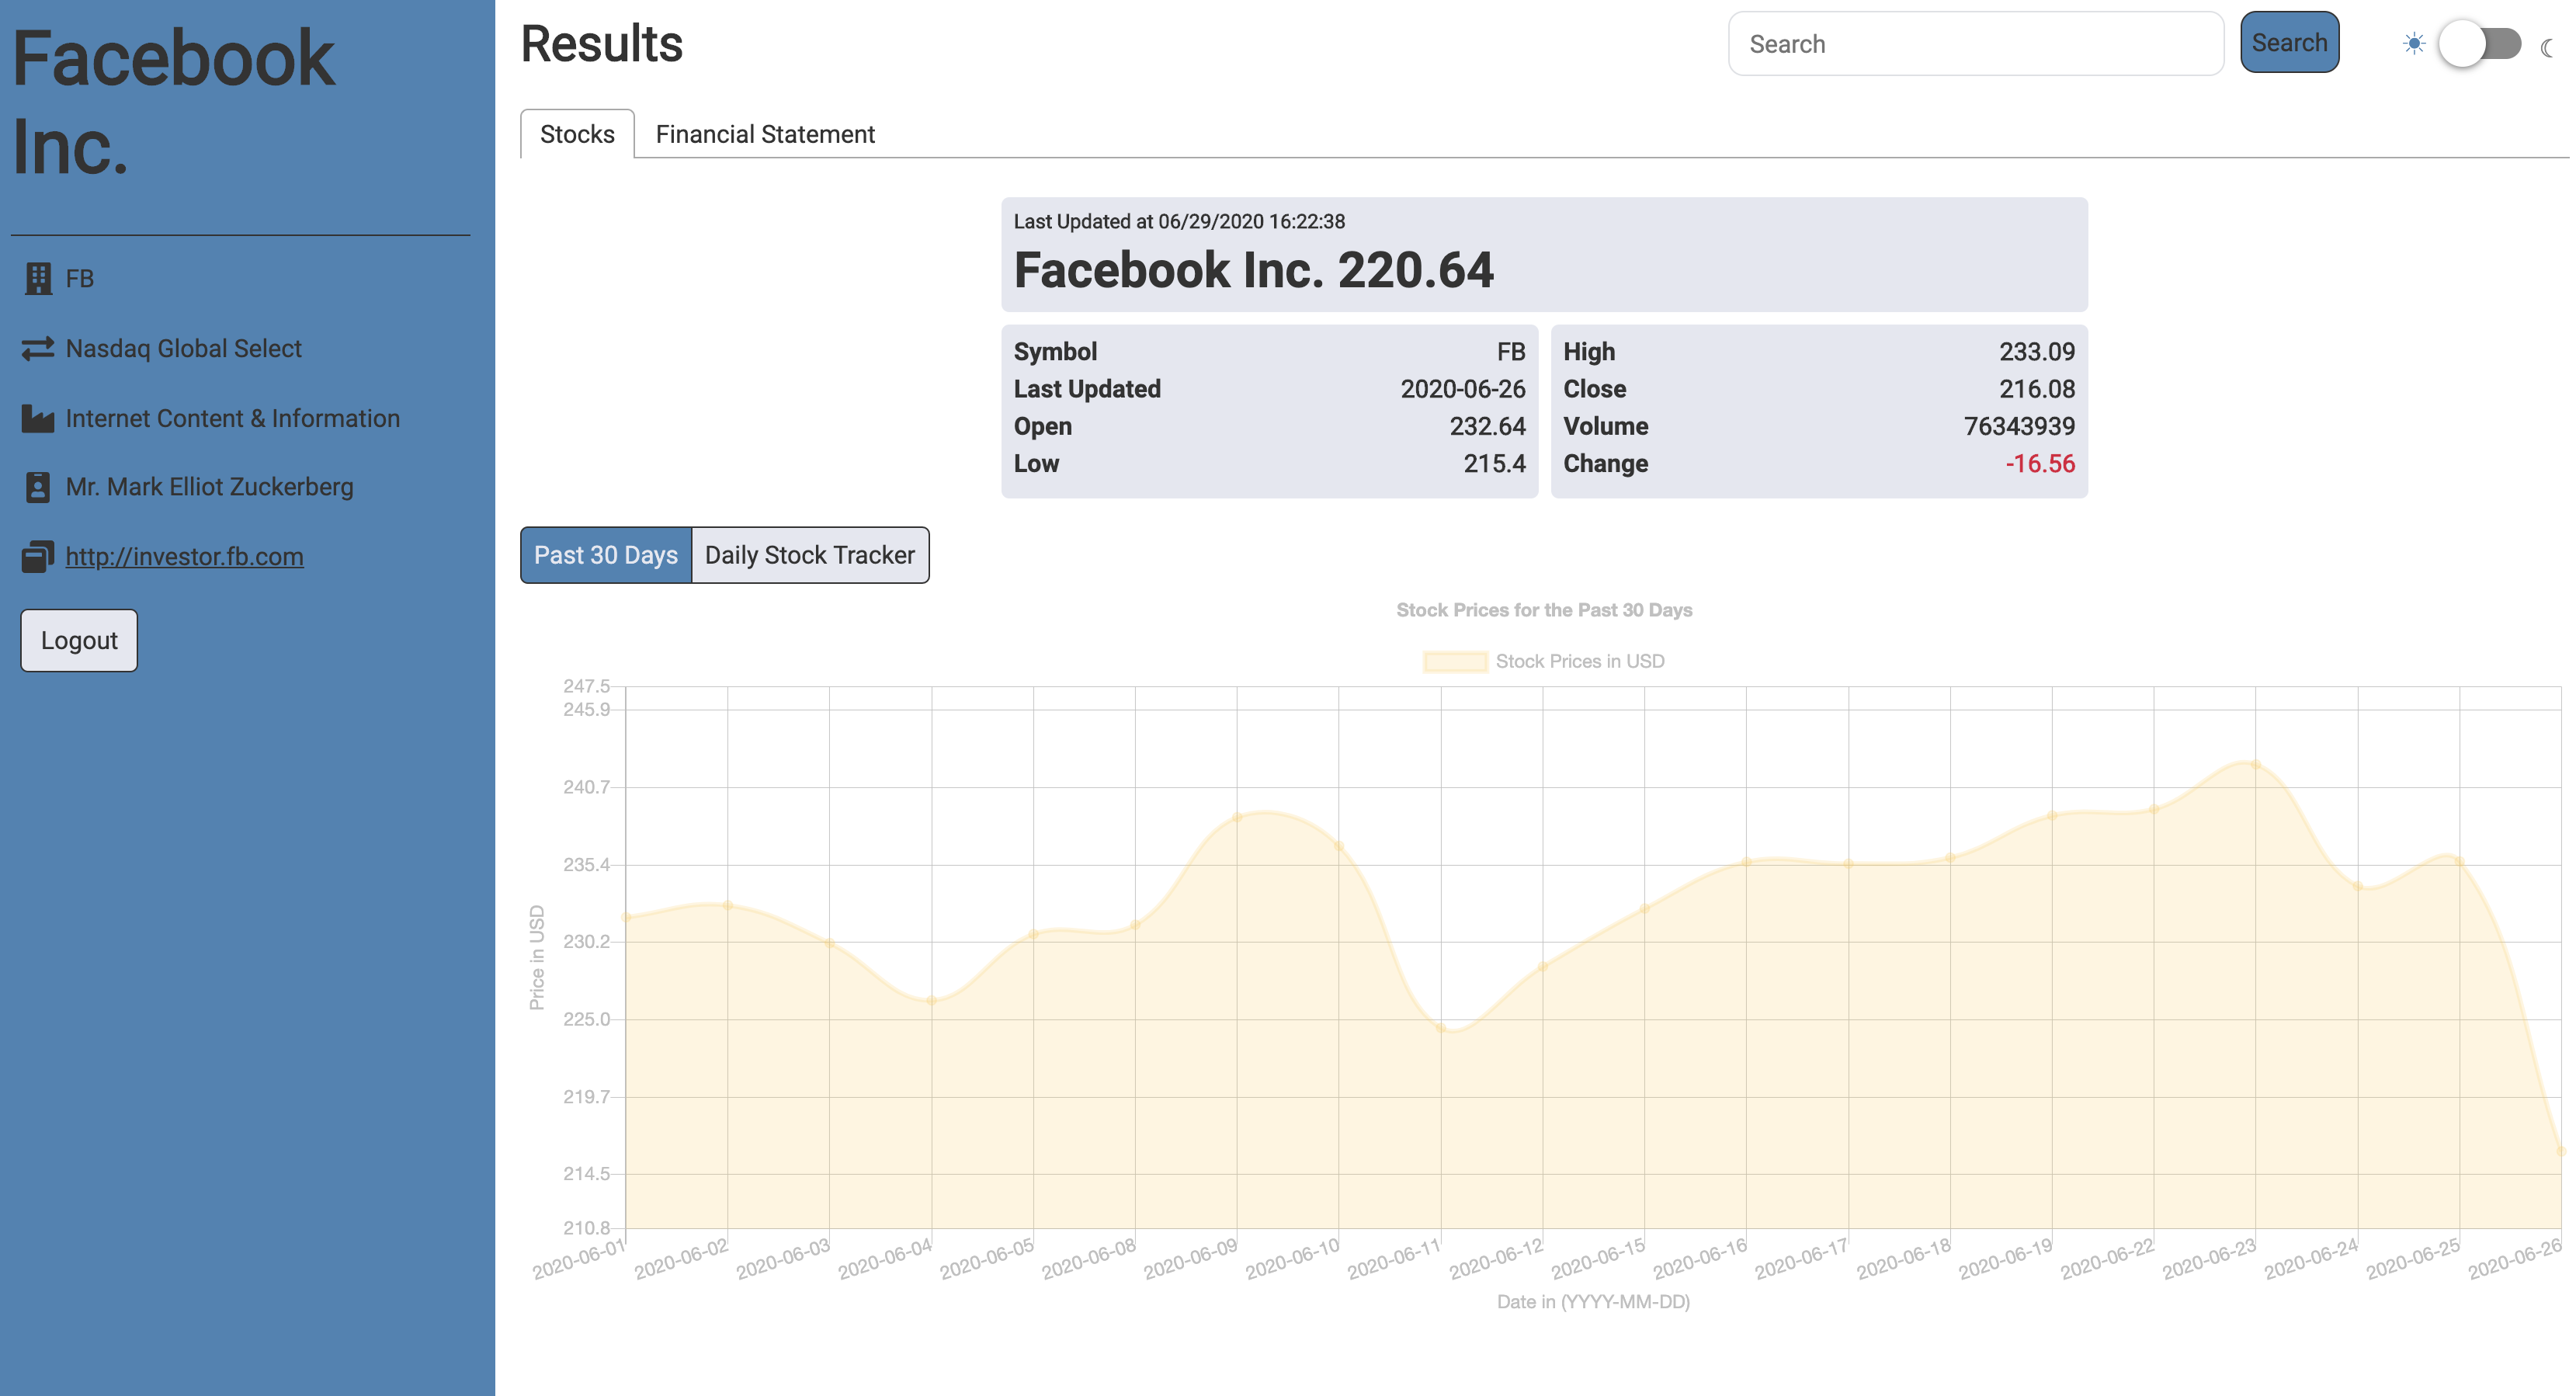 Facebook
Inc.
FB
Nasdaq Global Select
Internet Content & Information
Mr. Mark Elliot Zuckerberg
http://investor.fb.com
Logout
Results
Search
Search
Stocks
Financial Statement
Last Updated at 06/29/2020 16:22:38
Facebook Inc. 220.64
Symbol FB
Last Updated 2020-06-26
Open 232.64
Low 215.4
High 233.09
Close 216.08
Volume 76343939
Change -16.56
Past 30 Days
Daily Stock Tracker
Stock Prices for the Past 30 Days
Stock Prices in USD
Price in USD
247.5
245.9
240.7
235.4
230.2
225.0
219.7
214.5
210.8
2020-06-01
2020-06-02
2020-06-03
2020-06-04
2020-06-05
2020-06-08
2020-06-09
2020-06-10
2020-06-11
2020-06-12
2020-06-15
2020-06-16
2020-06-17
2020-06-18
2020-06-19
2020-06-22
2020-06-23
2020-06-24
2020-06-25
2020-06-26
Date in (YYYY-MM-DD)